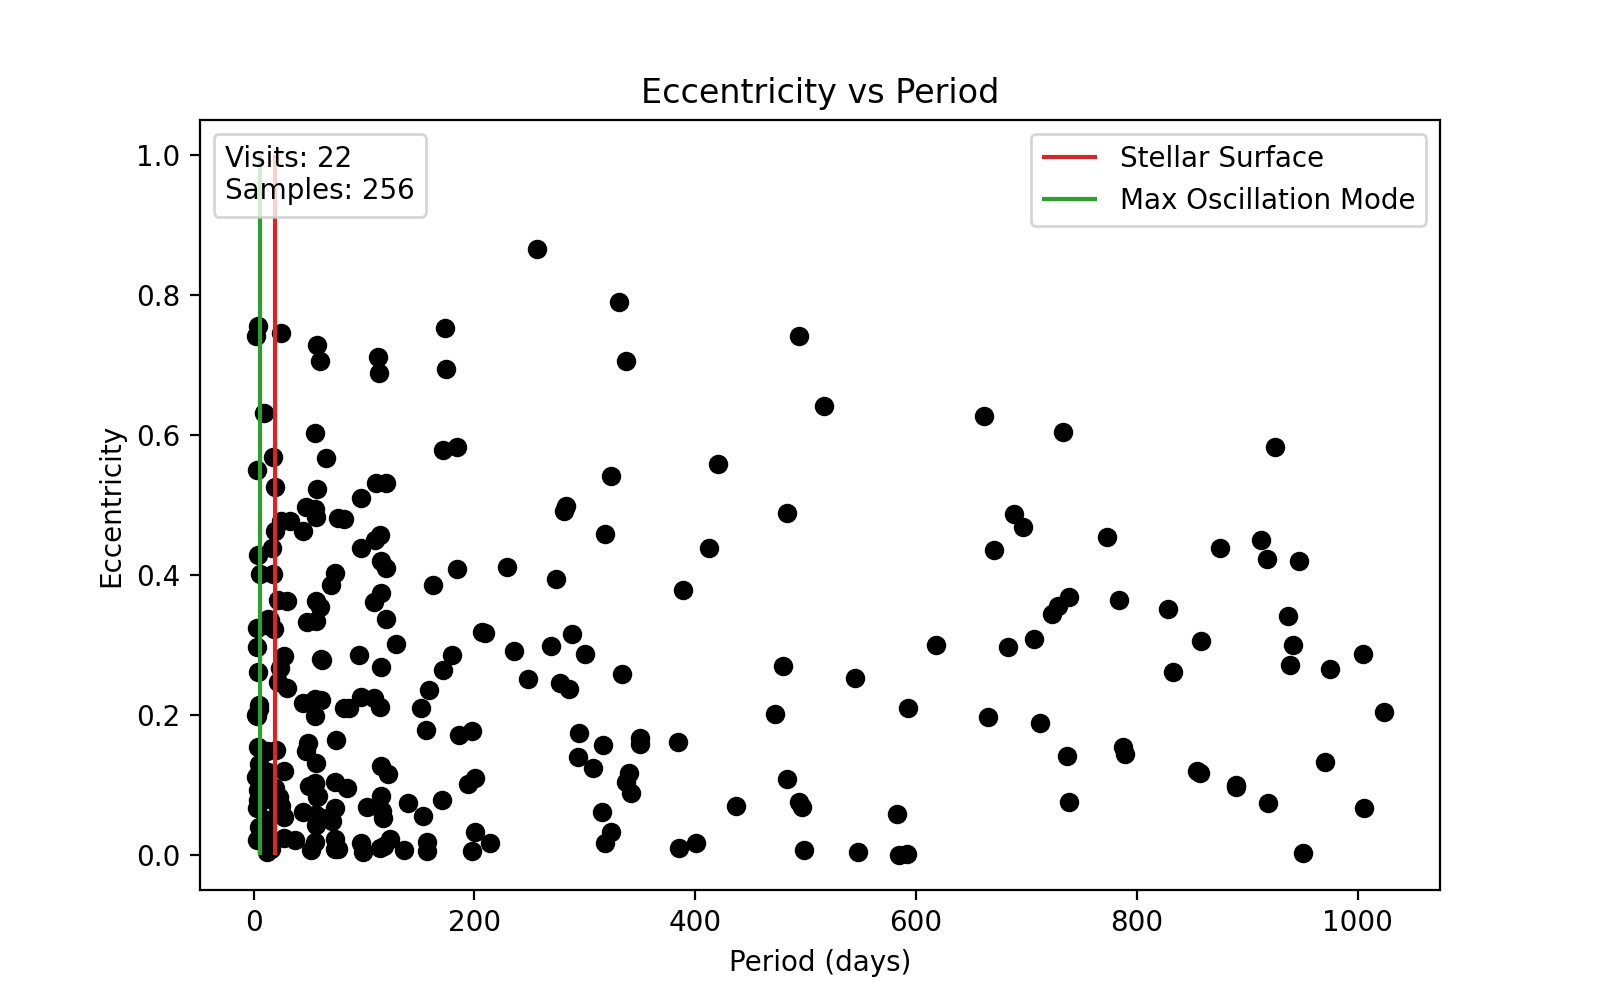 Eccentricity vs Period
Visits: 22
Samples: 256
Stellar Surface
Max Oscillation Mode
1.0
0.8
0.6
0.4
0.2
0.0
Eccentricity
0 200 400 600 800 1000
Period (days)